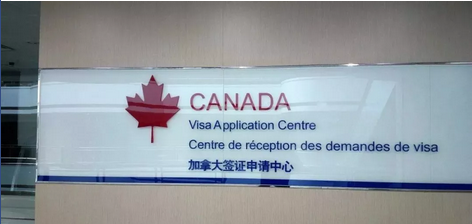 CANADA
Visa Application Centre
Centre de réception des demandes de visa
加拿大签证申请中心